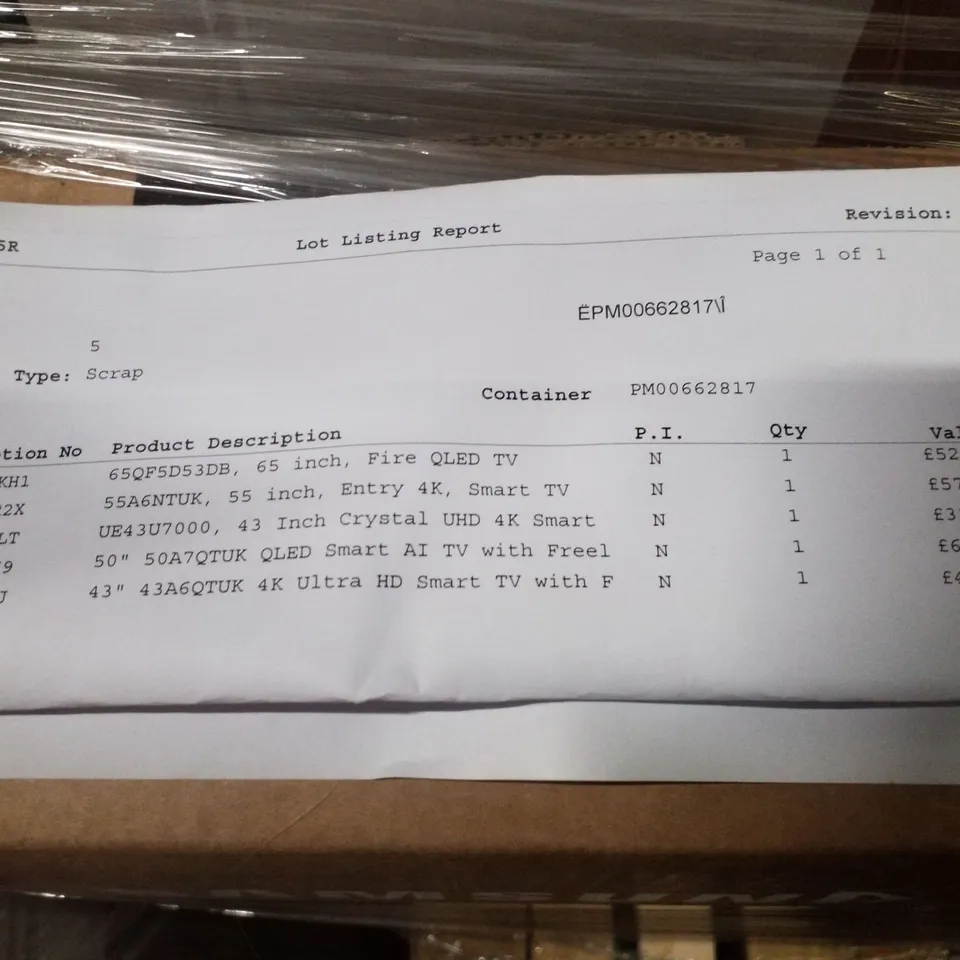 5R Lot Listing Report Revision:
Page 1 of 1
ËPM00662817\Î
5
Type: Scrap
Container PM00662817
tion No Product Description P.I. Qty Val
KH1 65QF5D53DB, 65 inch, Fire QLED TV N 1 £52
2X 55A6NTUK, 55 inch, Entry 4K, Smart TV N 1 £57
LT UE43U7000, 43 Inch Crystal UHD 4K Smart N 1 £3
9 50" 50A7QTUK QLED Smart AI TV with Freel N 1 £6
J 43" 43A6QTUK 4K Ultra HD Smart TV with F N 1 £4